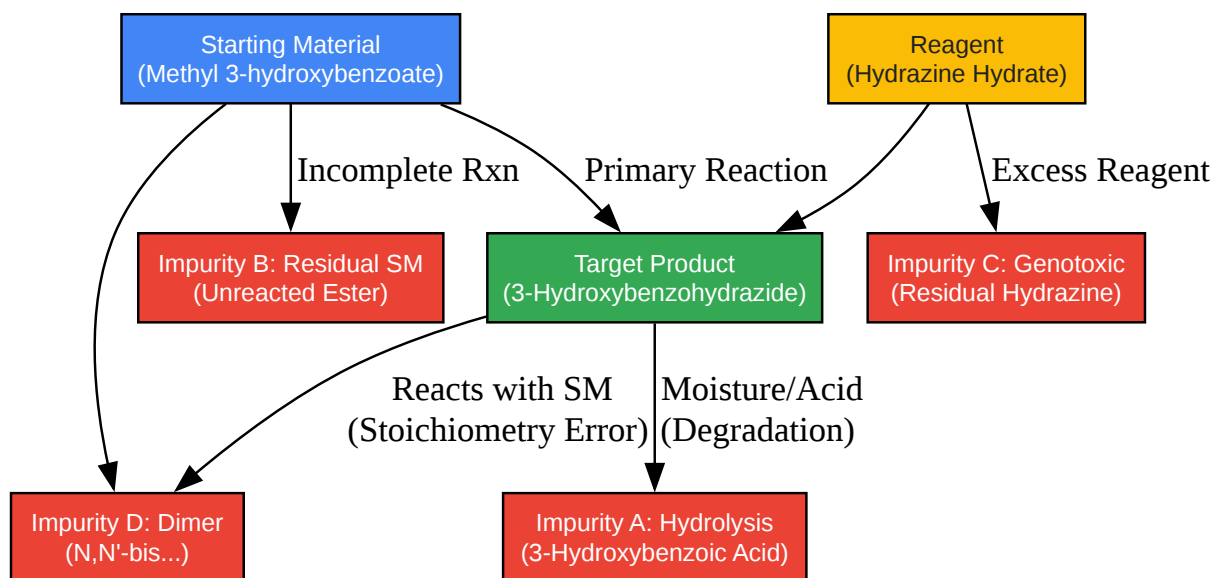 Starting Material
(Methyl 3-hydroxybenzoate)
Reagent
(Hydrazine Hydrate)
Incomplete Rxn
Primary Reaction
Excess Reagent
Impurity B: Residual SM
(Unreacted Ester)
Target Product
(3-Hydroxybenzohydrazide)
Impurity C: Genotoxic
(Residual Hydrazine)
Reacts with SM
(Stoichiometry Error)
Moisture/Acid
(Degradation)
Impurity D: Dimer
(N,N'-bis...)
Impurity A: Hydrolysis
(3-Hydroxybenzoic Acid)